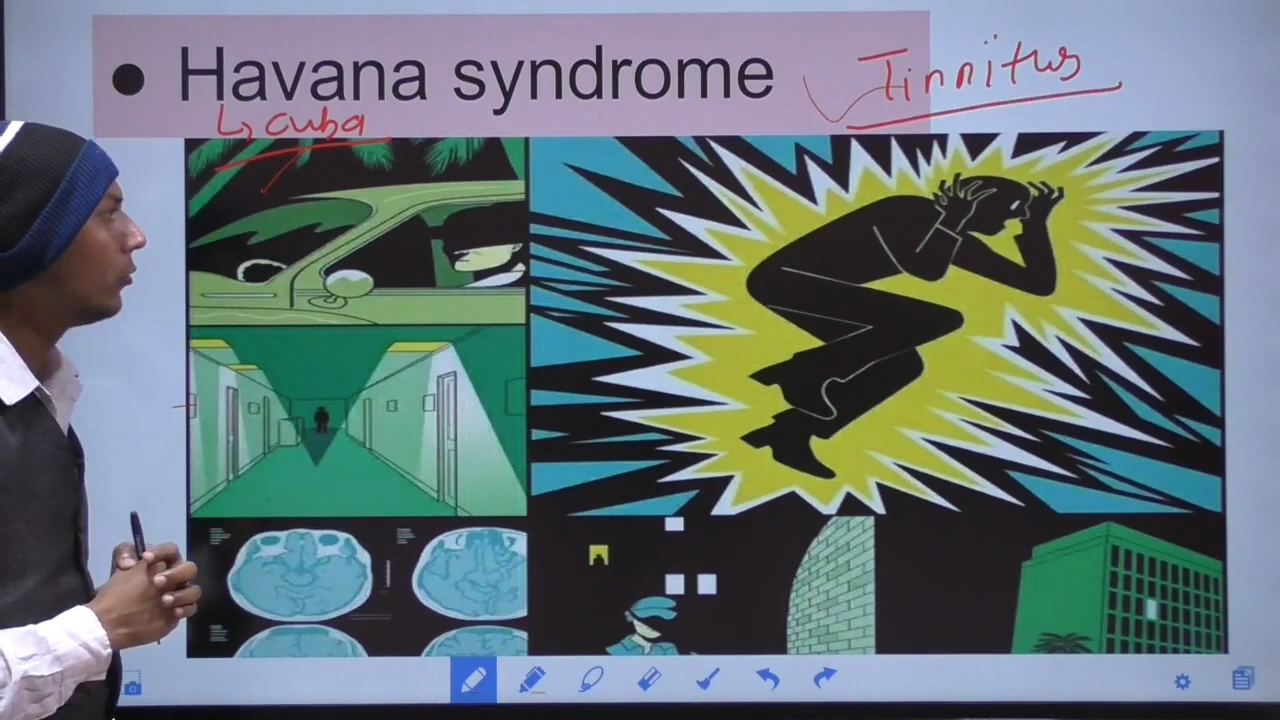 • Havana syndrome
Tinnitus
↳ Cuba